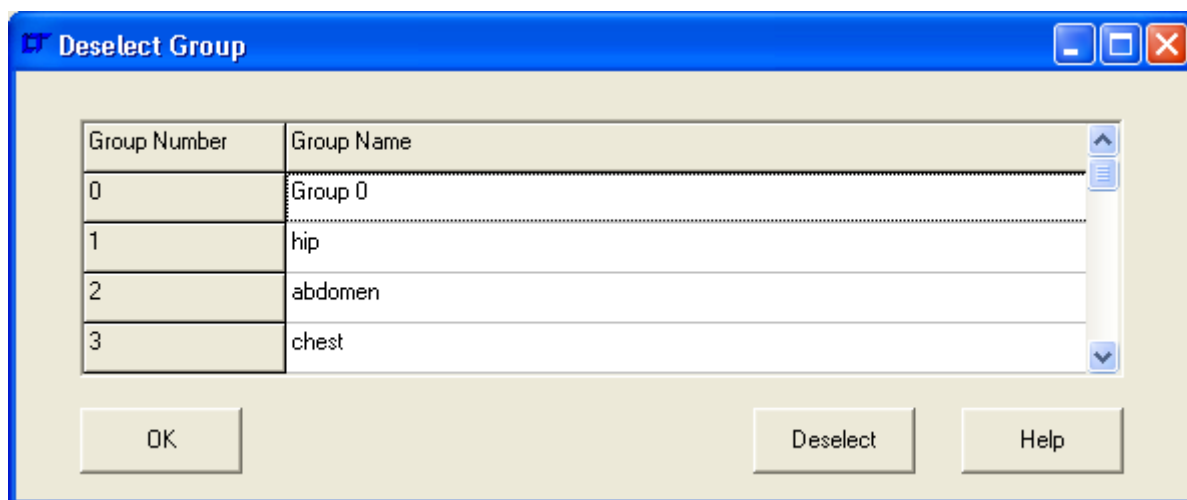 Deselect Group
Group Number Group Name
0 Group 0
1 hip
2 abdomen
3 chest
OK Deselect Help